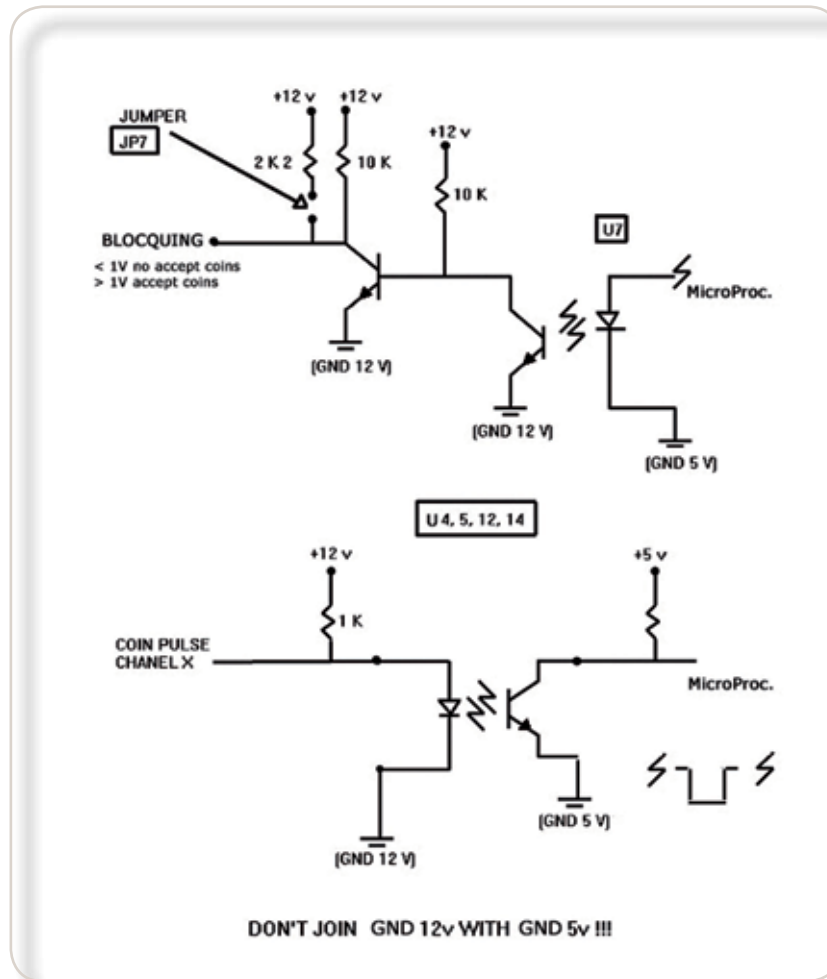 +12 v +12 v
JUMPER
JP7
+12 v
2 K 2
10 K
10 K
U7
BLOCQUING
< 1V no accept coins
> 1V accept coins
MicroProc.
(GND 12 V)
(GND 12 V)
(GND 5 V)
U 4, 5, 12, 14
+12 v
+5 v
1 K
COIN PULSE
CHANEL X
MicroProc.
(GND 5 V)
(GND 12 V)
DON'T JOIN GND 12v WITH GND 5v !!!